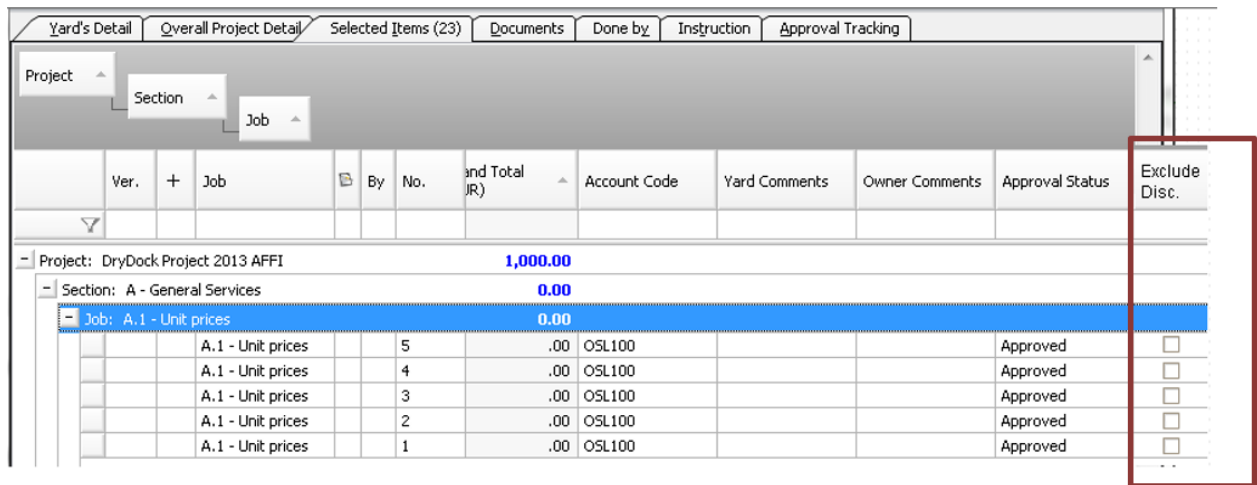 Yard's Detail Overall Project Detail Selected Items (23) Documents Done by Instruction Approval Tracking
Project
Section
Job
Ver. + Job By No. and Total Account Code Yard Comments Owner Comments Approval Status Exclude
UR) Disc.
Project: DryDock Project 2013 AFFI 1,000.00
Section: A - General Services 0.00
Job: A.1 - Unit prices 0.00
A.1 - Unit prices 5 .00 OSL100 Approved
A.1 - Unit prices 4 .00 OSL100 Approved
A.1 - Unit prices 3 .00 OSL100 Approved
A.1 - Unit prices 2 .00 OSL100 Approved
A.1 - Unit prices 1 .00 OSL100 Approved